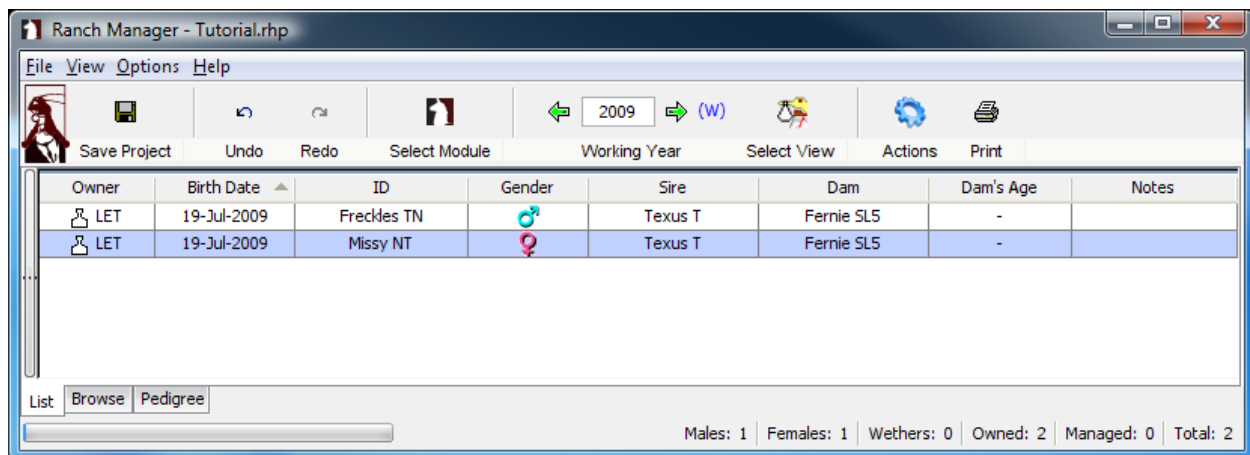 Ranch Manager - Tutorial.rhp
File View Options Help
2009 (W)
Save Project Undo Redo Select Module Working Year Select View Actions Print
Owner Birth Date ID Gender Sire Dam Dam's Age Notes
LET 19-Jul-2009 Freckles TN Texus T Fernie SL5 -
LET 19-Jul-2009 Missy NT Texus T Fernie SL5 -
List Browse Pedigree
Males: 1 Females: 1 Wethers: 0 Owned: 2 Managed: 0 Total: 2